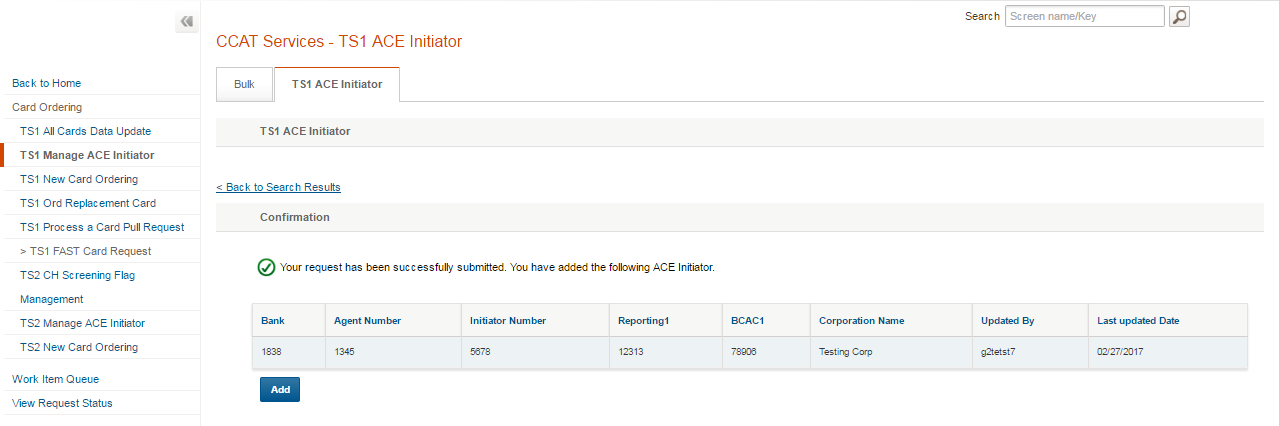 Search Screen name/Key
CCAT Services - TS1 ACE Initiator
Back to Home
Card Ordering
TS1 All Cards Data Update
TS1 Manage ACE Initiator
TS1 New Card Ordering
TS1 Ord Replacement Card
TS1 Process a Card Pull Request
> TS1 FAST Card Request
TS2 CH Screening Flag
Management
TS2 Manage ACE Initiator
TS2 New Card Ordering
Work Item Queue
View Request Status
Bulk TS1 ACE Initiator
TS1 ACE Initiator
< Back to Search Results
Confirmation
Your request has been successfully submitted. You have added the following ACE Initiator.
Bank Agent Number Initiator Number Reporting1 BCAC1 Corporation Name Updated By Last updated Date
1838 1345 5678 12313 78906 Testing Corp g2tetst7 02/27/2017
Add